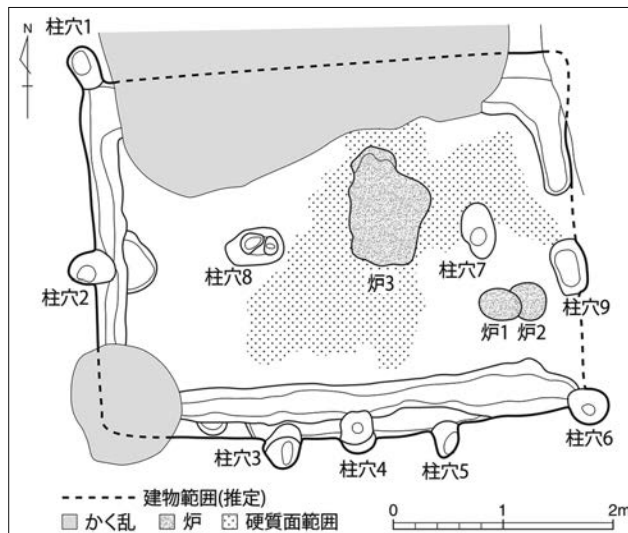 柱穴1
N
柱穴2
柱穴8
炉3
柱穴7
柱穴9
炉1 炉2
柱穴6
柱穴3
柱穴4
柱穴5
建物範囲(推定)
かく乱 炉 硬質面範囲
0 1 2m